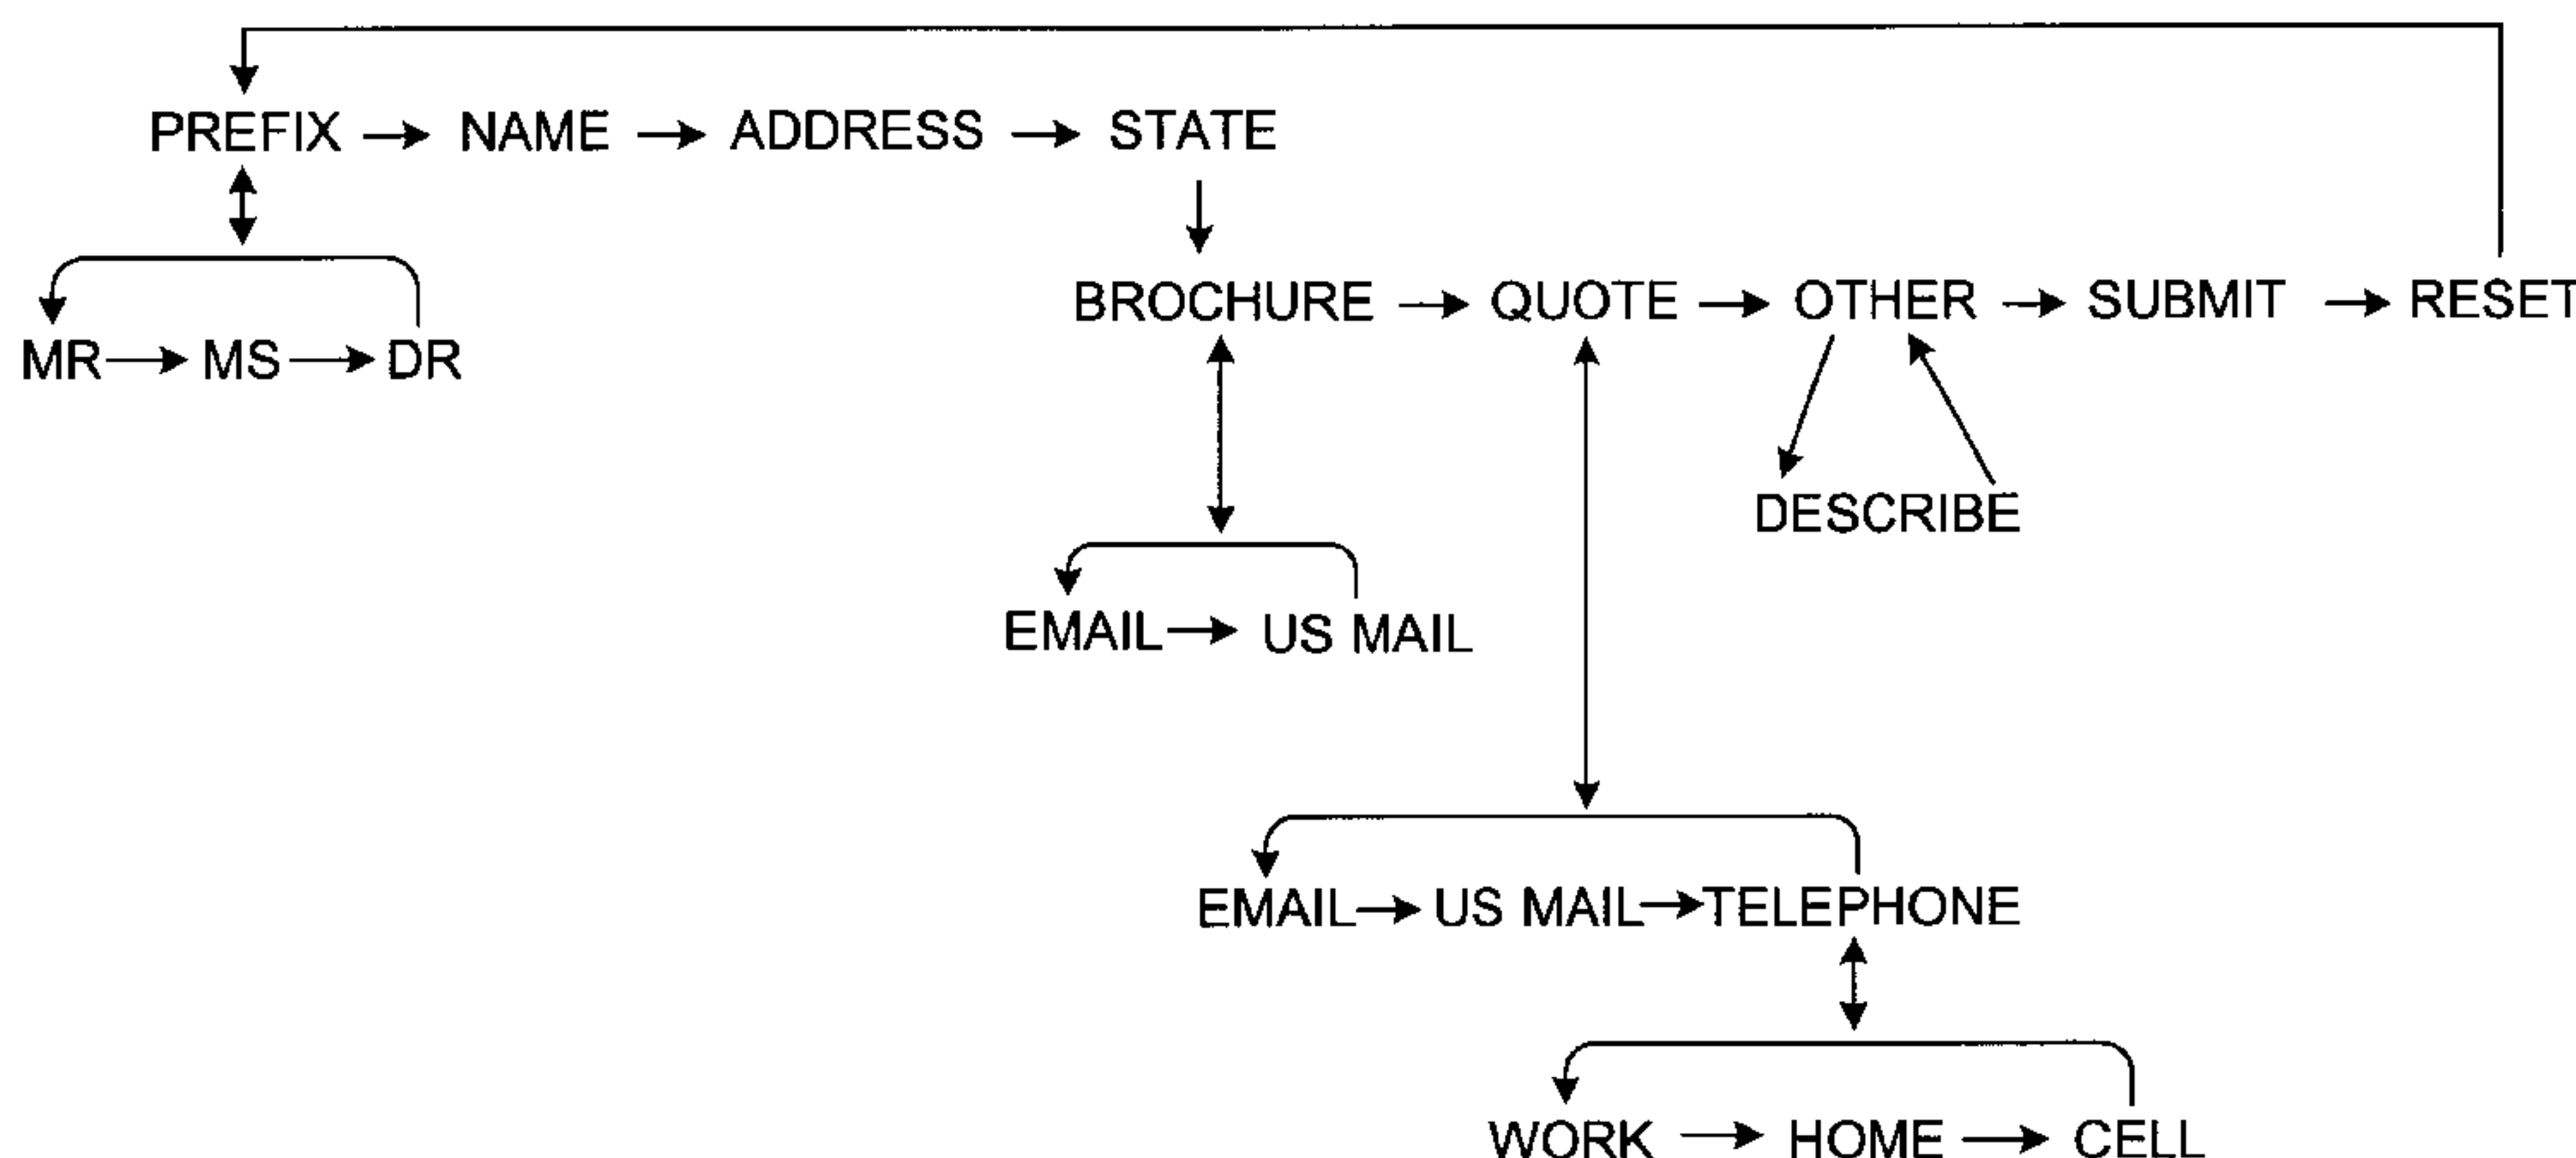 PREFIX NAME ADDRESS STATE
BROCHURE QUOTE OTHER SUBMIT RESET
MR MS DR
DESCRIBE
EMAIL US MAIL
EMAIL US MAIL TELEPHONE
WORK HOME CELL